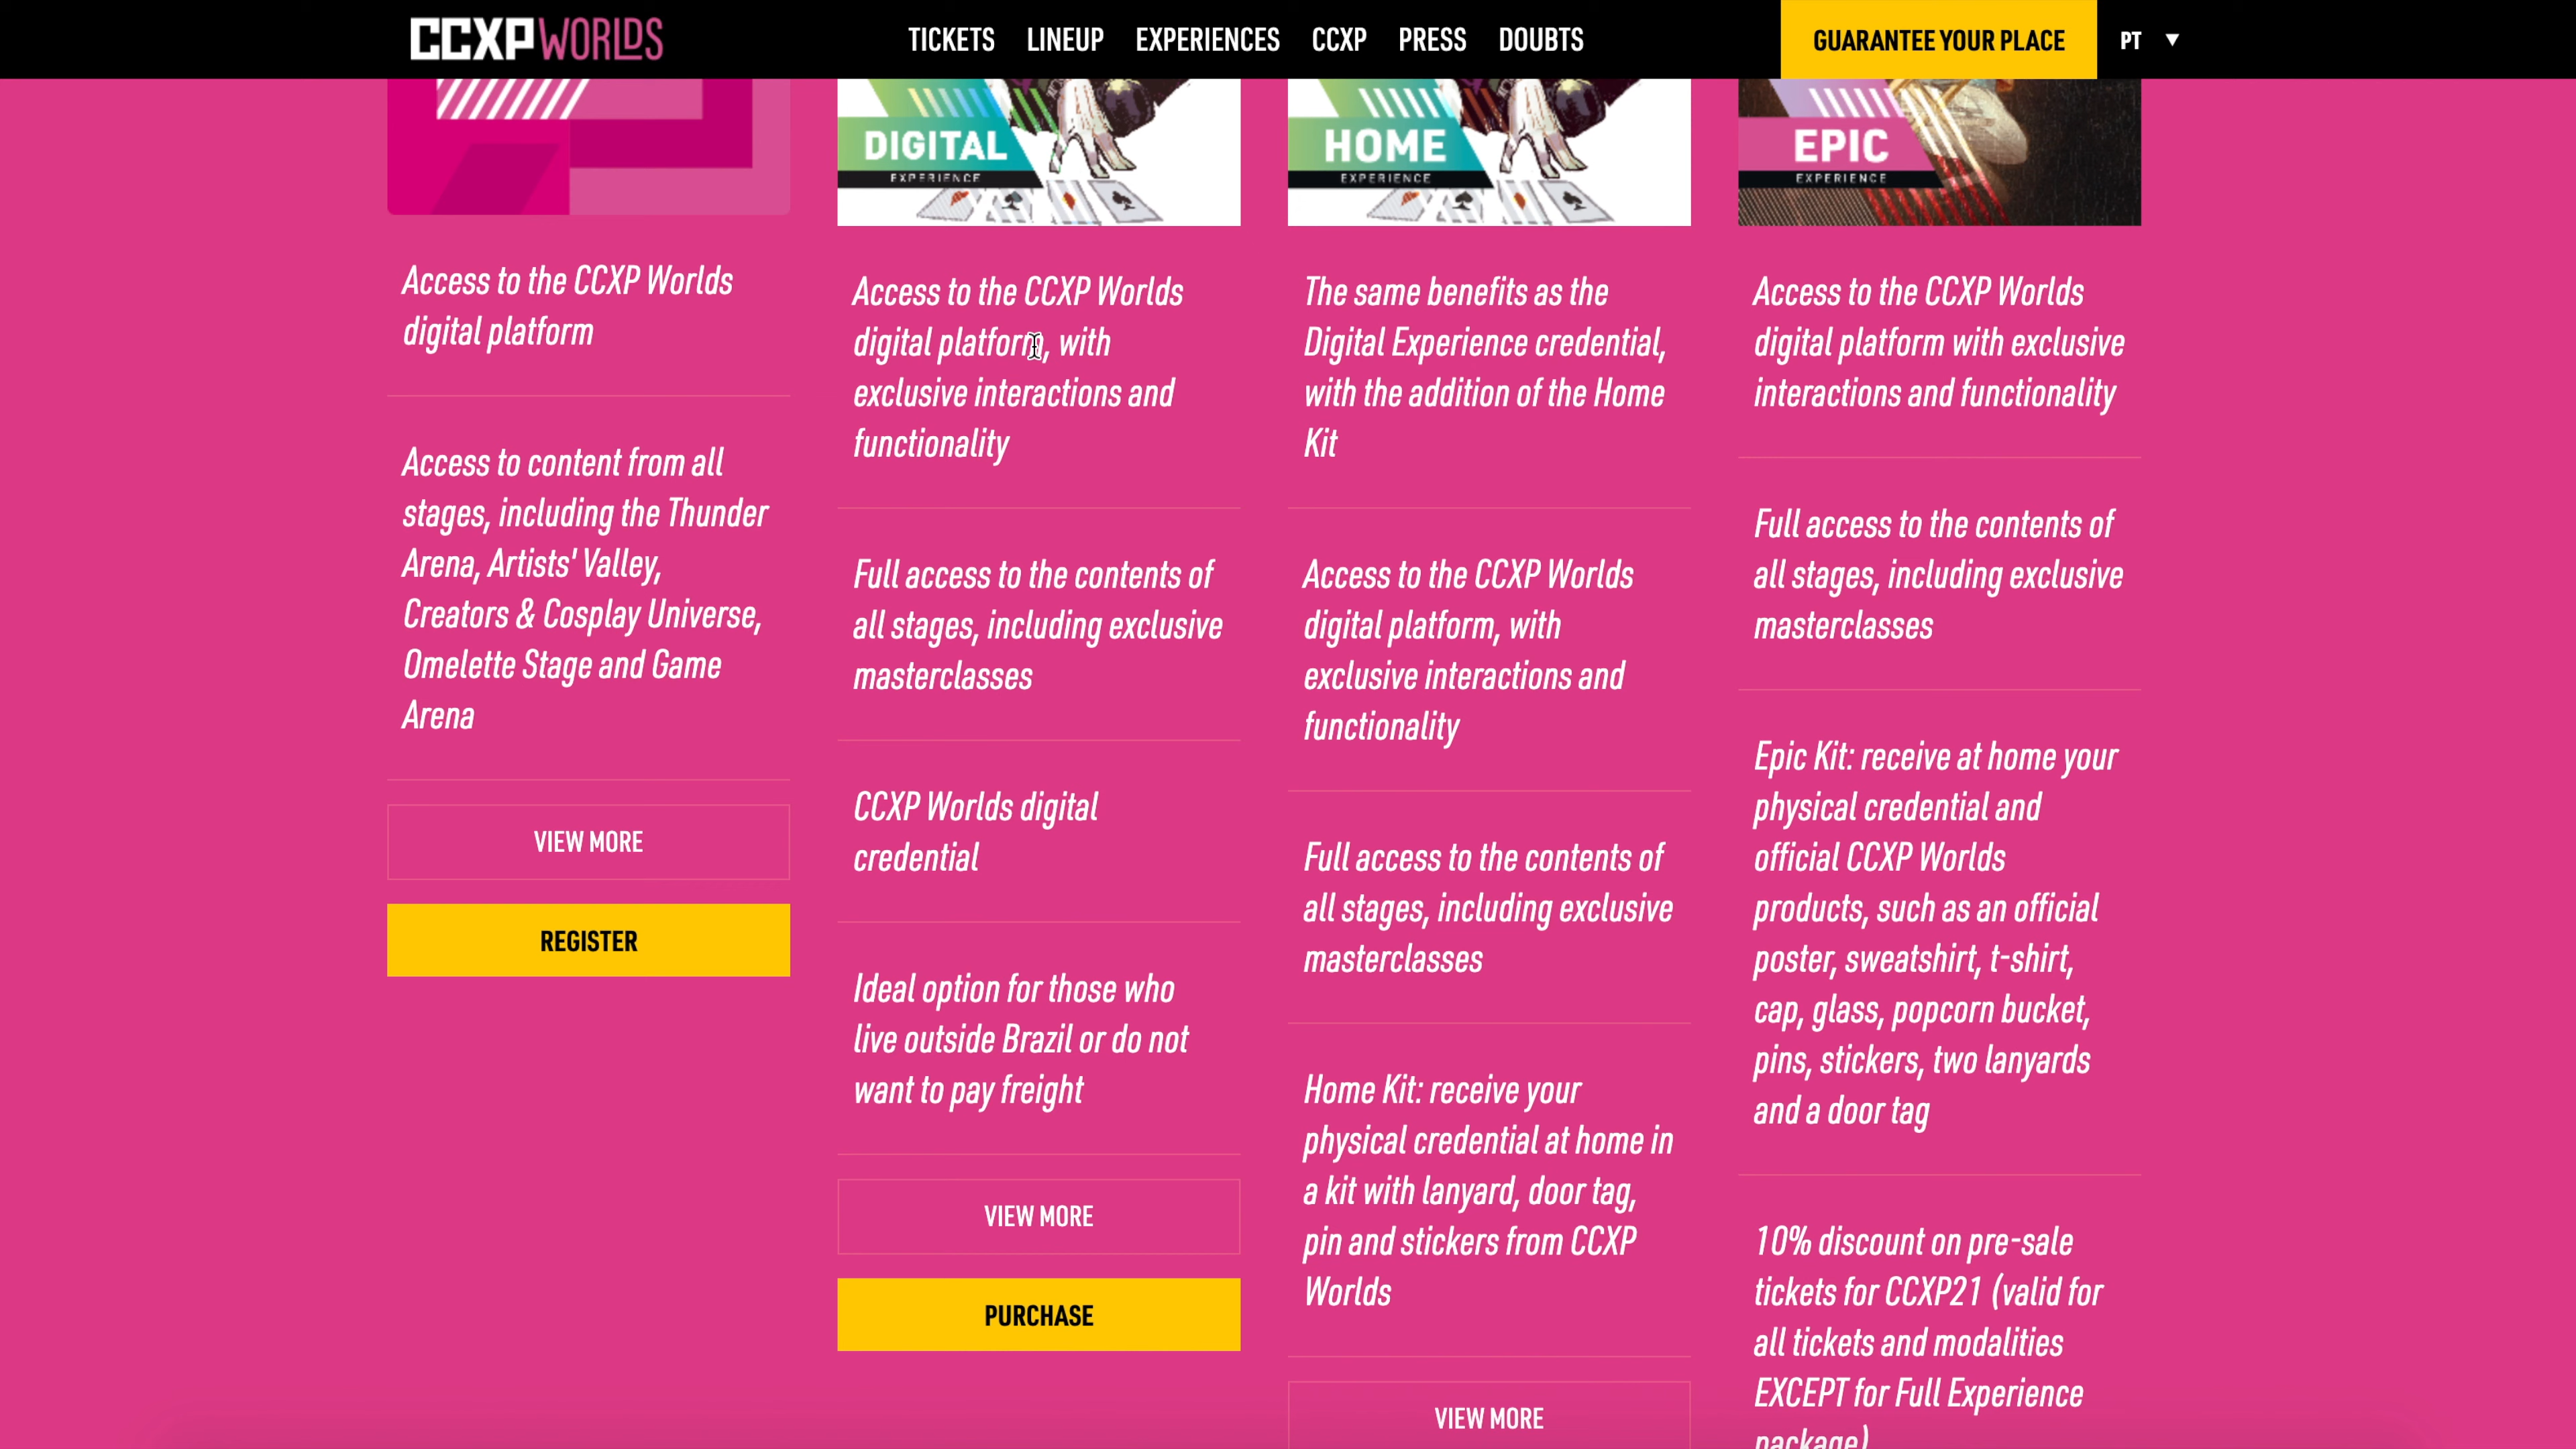 CCXP WORLDS
TICKETS LINEUP EXPERIENCES CCXP PRESS DOUBTS
GUARANTEE YOUR PLACE
PT
Access to the CCXP Worlds
digital platform
Access to content from all
stages, including the Thunder
Arena, Artists' Valley,
Creators & Cosplay Universe,
Omelette Stage and Game
Arena
VIEW MORE
REGISTER
DIGITAL
EXPERIENCE
Access to the CCXP Worlds
digital platform, with
exclusive interactions and
functionality
Full access to the contents of
all stages, including exclusive
masterclasses
CCXP Worlds digital
credential
Ideal option for those who
live outside Brazil or do not
want to pay freight
VIEW MORE
PURCHASE
HOME
EXPERIENCE
The same benefits as the
Digital Experience credential,
with the addition of the Home
Kit
Access to the CCXP Worlds
digital platform, with
exclusive interactions and
functionality
Full access to the contents of
all stages, including exclusive
masterclasses
Home Kit: receive your
physical credential at home in
a kit with lanyard, door tag,
pin and stickers from CCXP
Worlds
VIEW MORE
EPIC
EXPERIENCE
Access to the CCXP Worlds
digital platform with exclusive
interactions and functionality
Full access to the contents of
all stages, including exclusive
masterclasses
Epic Kit: receive at home your
physical credential and
official CCXP Worlds
products, such as an official
poster, sweatshirt, t-shirt,
cap, glass, popcorn bucket,
pins, stickers, two lanyards
and a door tag
10% discount on pre-sale
tickets for CCXP21 (valid for
all tickets and modalities
EXCEPT for Full Experience
package)